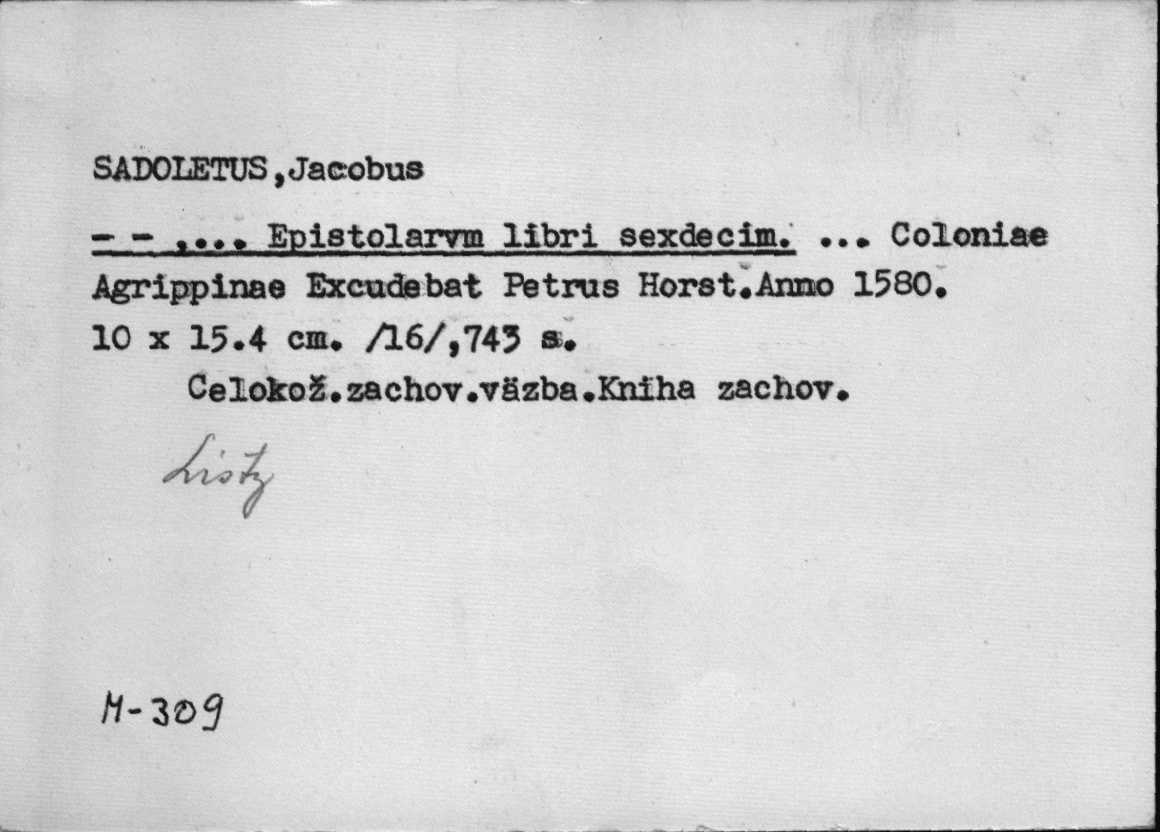 SADOLETUS,Jacobus
- - ,... Epistolarvm libri sexdecim. ... Coloniae
Agrippinae Excudebat Petrus Horst.Anno 1580.
10 x 15.4 cm. /16/,743 s.
Celokož.zachov.väzba.Kniha zachov.
Listy
M-309